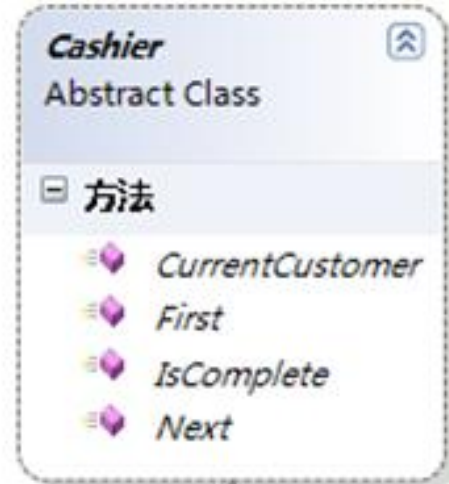 Cashier
Abstract Class
方法
CurrentCustomer
First
IsComplete
Next